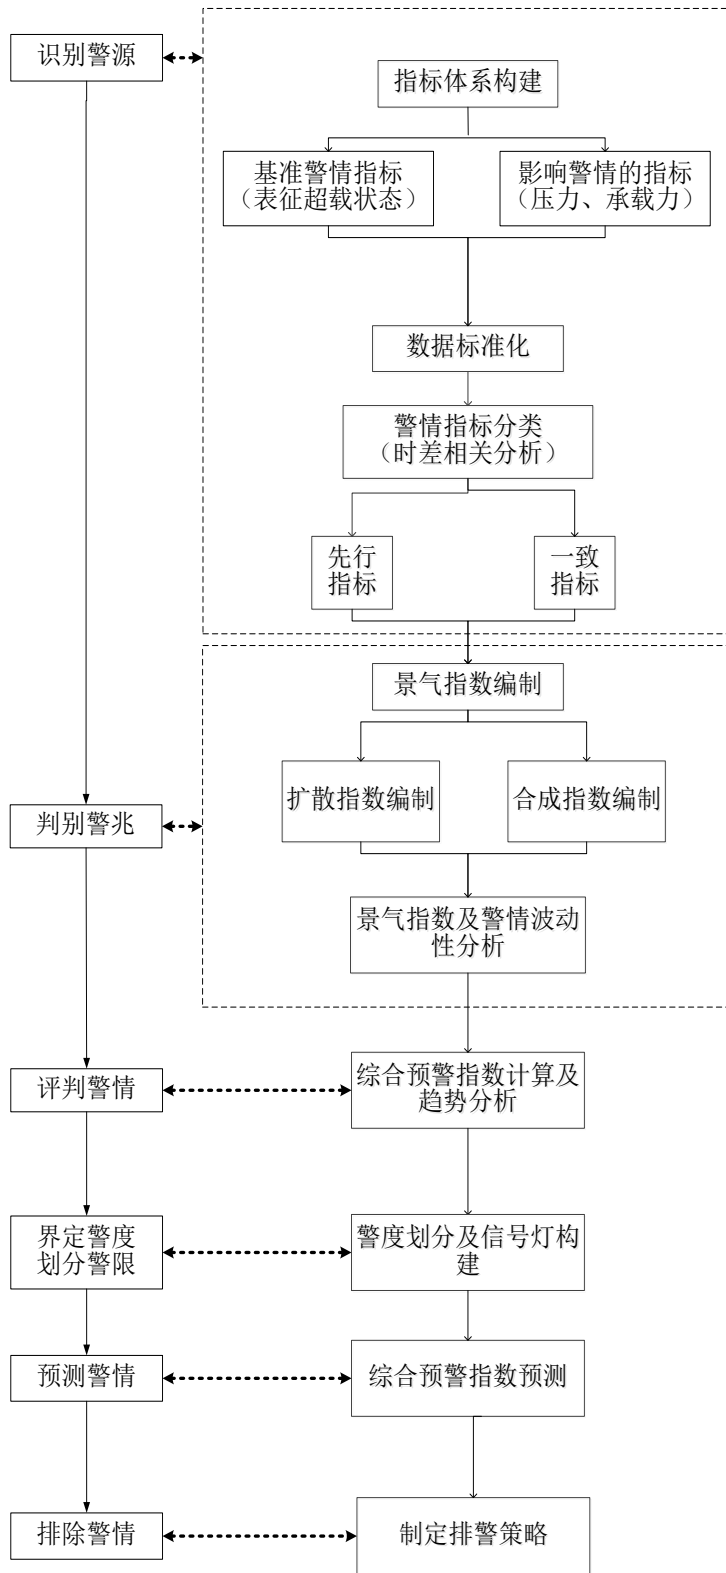 识别警源
指标体系构建
基准警情指标
（表征超载状态）
影响警情的指标
（压力、承载力）
数据标准化
警情指标分类
（时差相关分析）
先行
指标
一致
指标
景气指数编制
扩散指数编制
合成指数编制
判别警兆
景气指数及警情波动
性分析
评判警情
综合预警指数计算及
趋势分析
界定警度
划分警限
警度划分及信号灯构
建
预测警情
综合预警指数预测
排除警情
制定排警策略